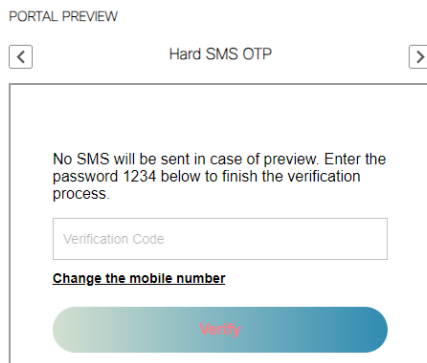 PORTAL PREVIEW
Hard SMS OTP
No SMS will be sent in case of preview. Enter the
password 1234 below to finish the verification
process.
Verification Code
Change the mobile number
Verify